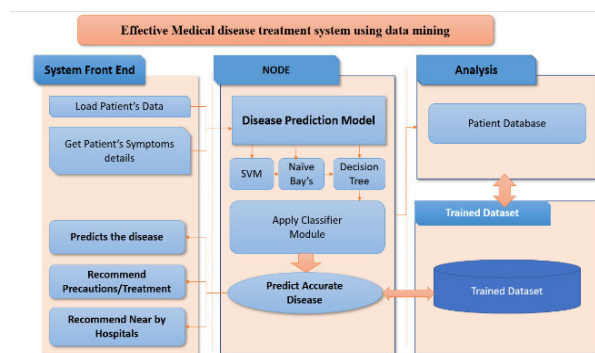 Effective Medical disease treatment system using data mining
System Front End
Load Patient's Data
Get Patient's Symptoms
details
Predicts the disease
Recommend
Precautions/Treatment
Recommend Near by
Hospitals
NODE
Disease Prediction Model
SVM
Naïve
Bay's
Decision
Tree
Apply Classifier
Module
Predict Accurate
Disease
Analysis
Patient Database
Trained Dataset
Trained Dataset